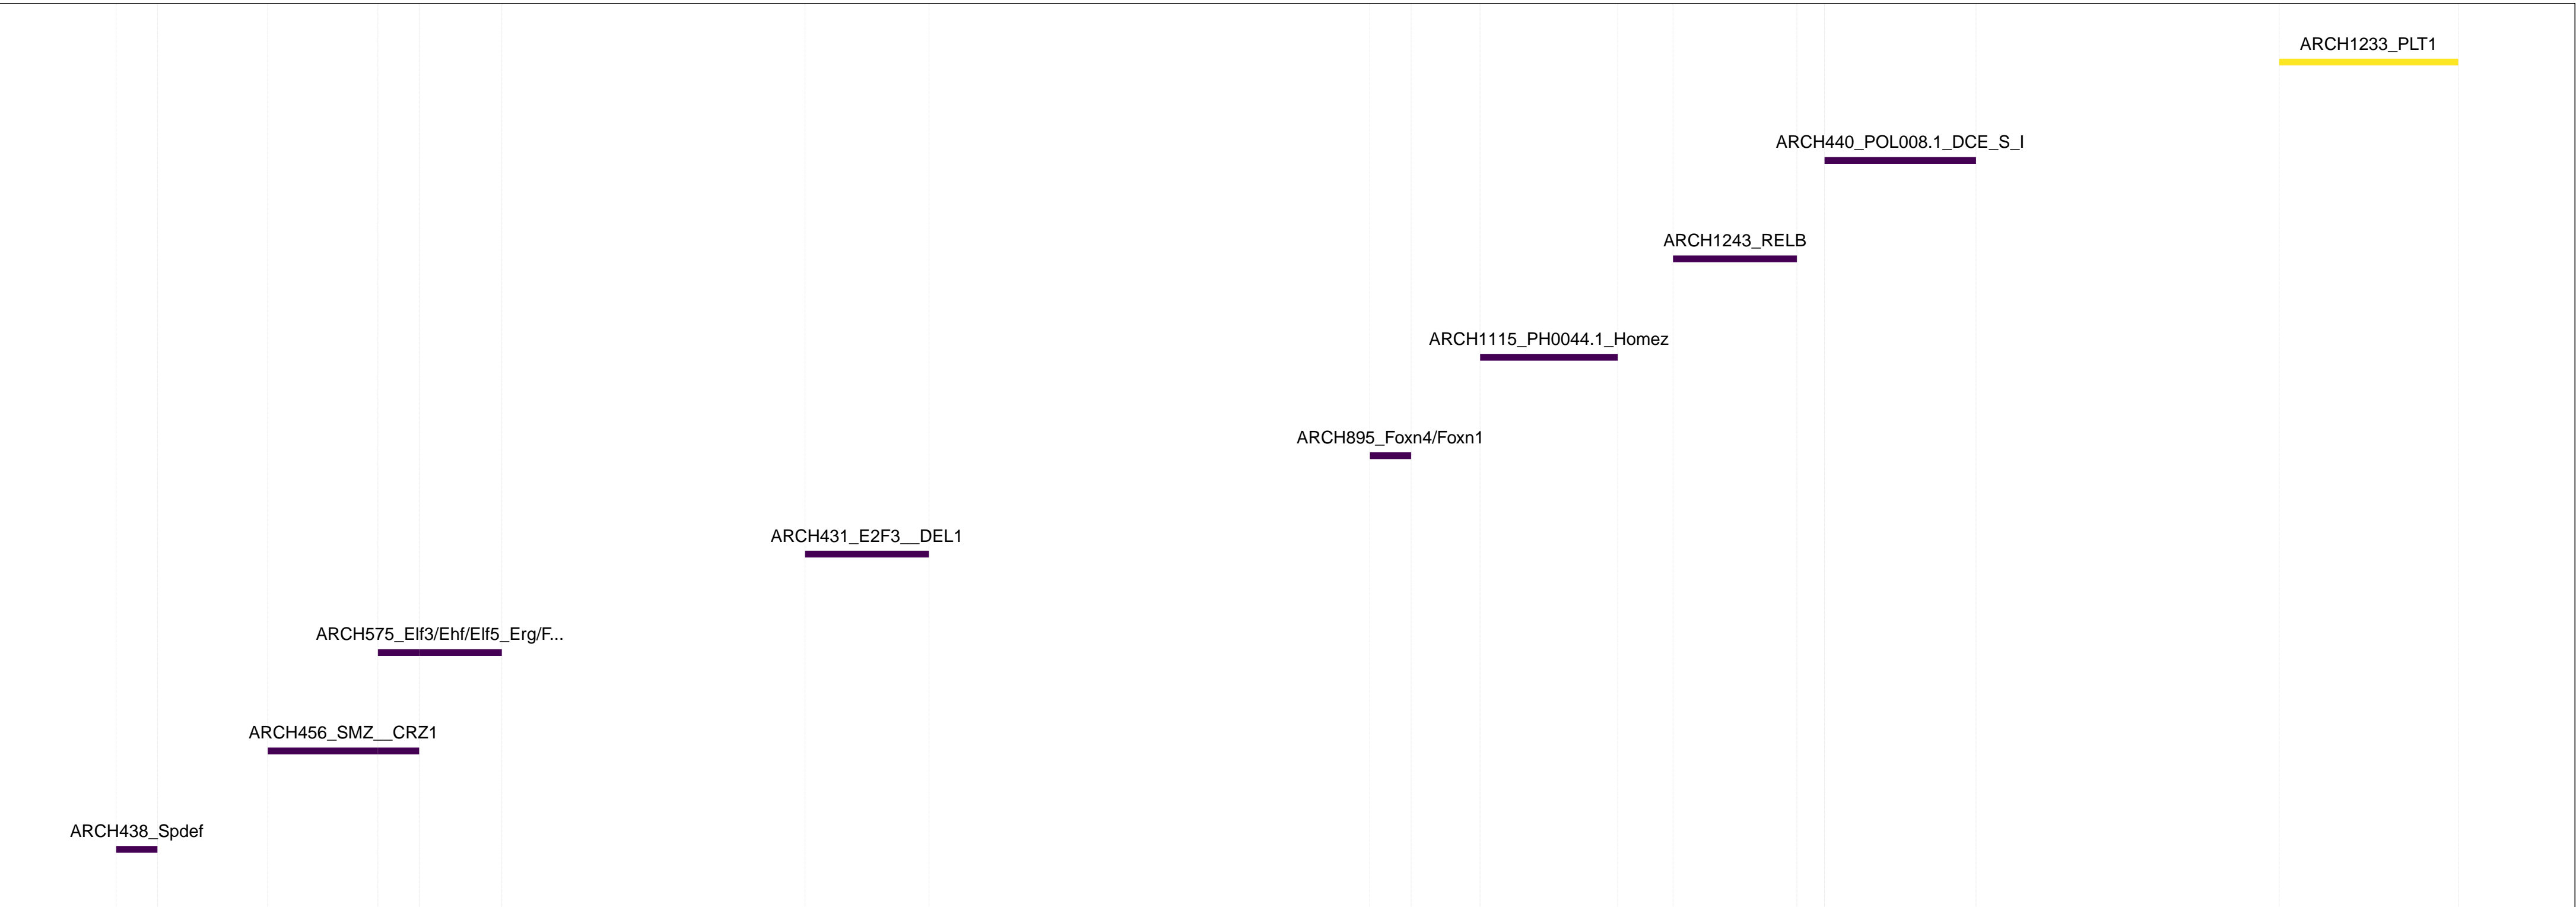 ARCH1233_PLT1
ARCH440_POL008.1_DCE_S_I
ARCH1243_RELB
ARCH1115_PH0044.1_Homez
ARCH895_Foxn4/Foxn1
ARCH431_E2F3__DEL1
ARCH575_Elf3/Ehf/Elf5_Erg/F...
ARCH456_SMZ__CRZ1
ARCH438_Spdef